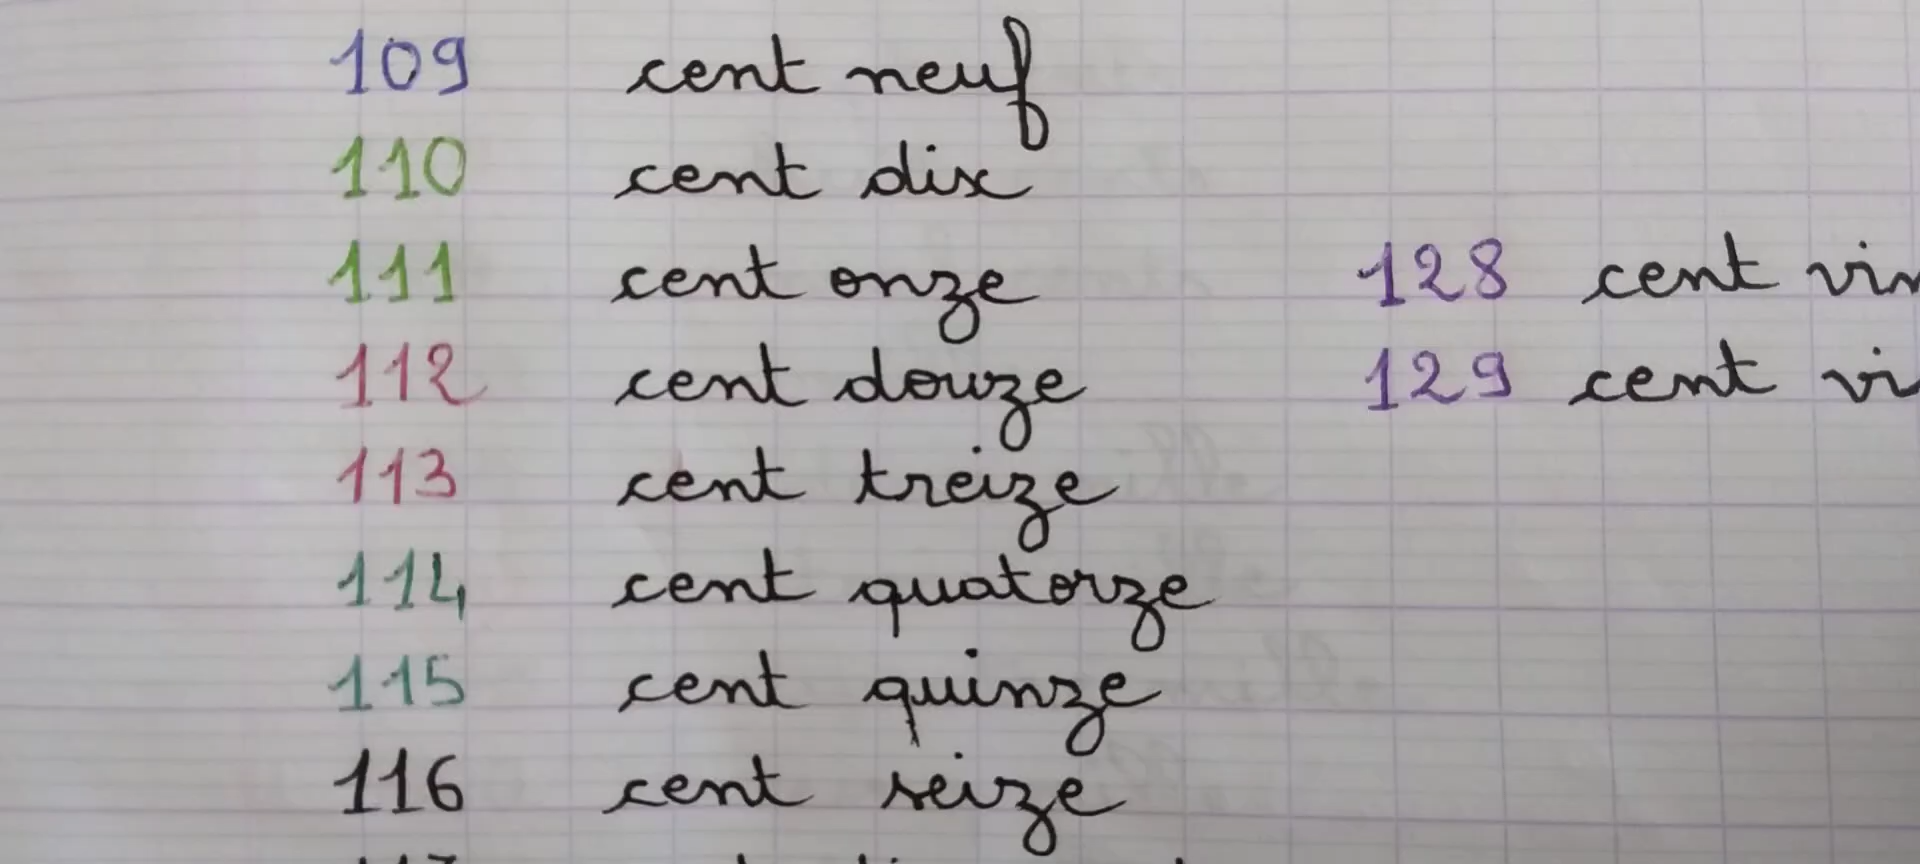 109 cent neuf
110 cent dix
111 cent onze
112 cent douze
113 cent treize
114 cent quatorze
115 cent quinze
116 cent seize
128 cent
129 cent